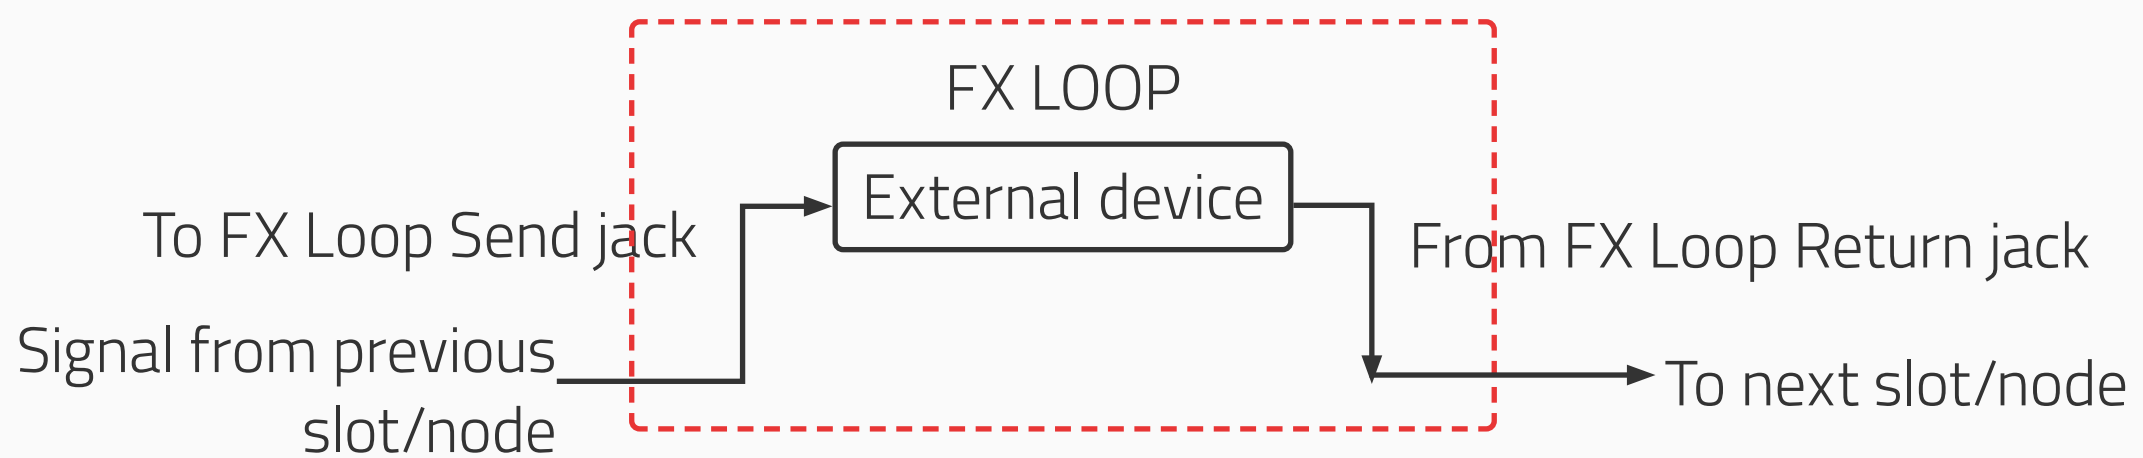 FX LOOP
External device
To FX Loop Send jack
From FX Loop Return jack
Signal from previous
slot/node
To next slot/node